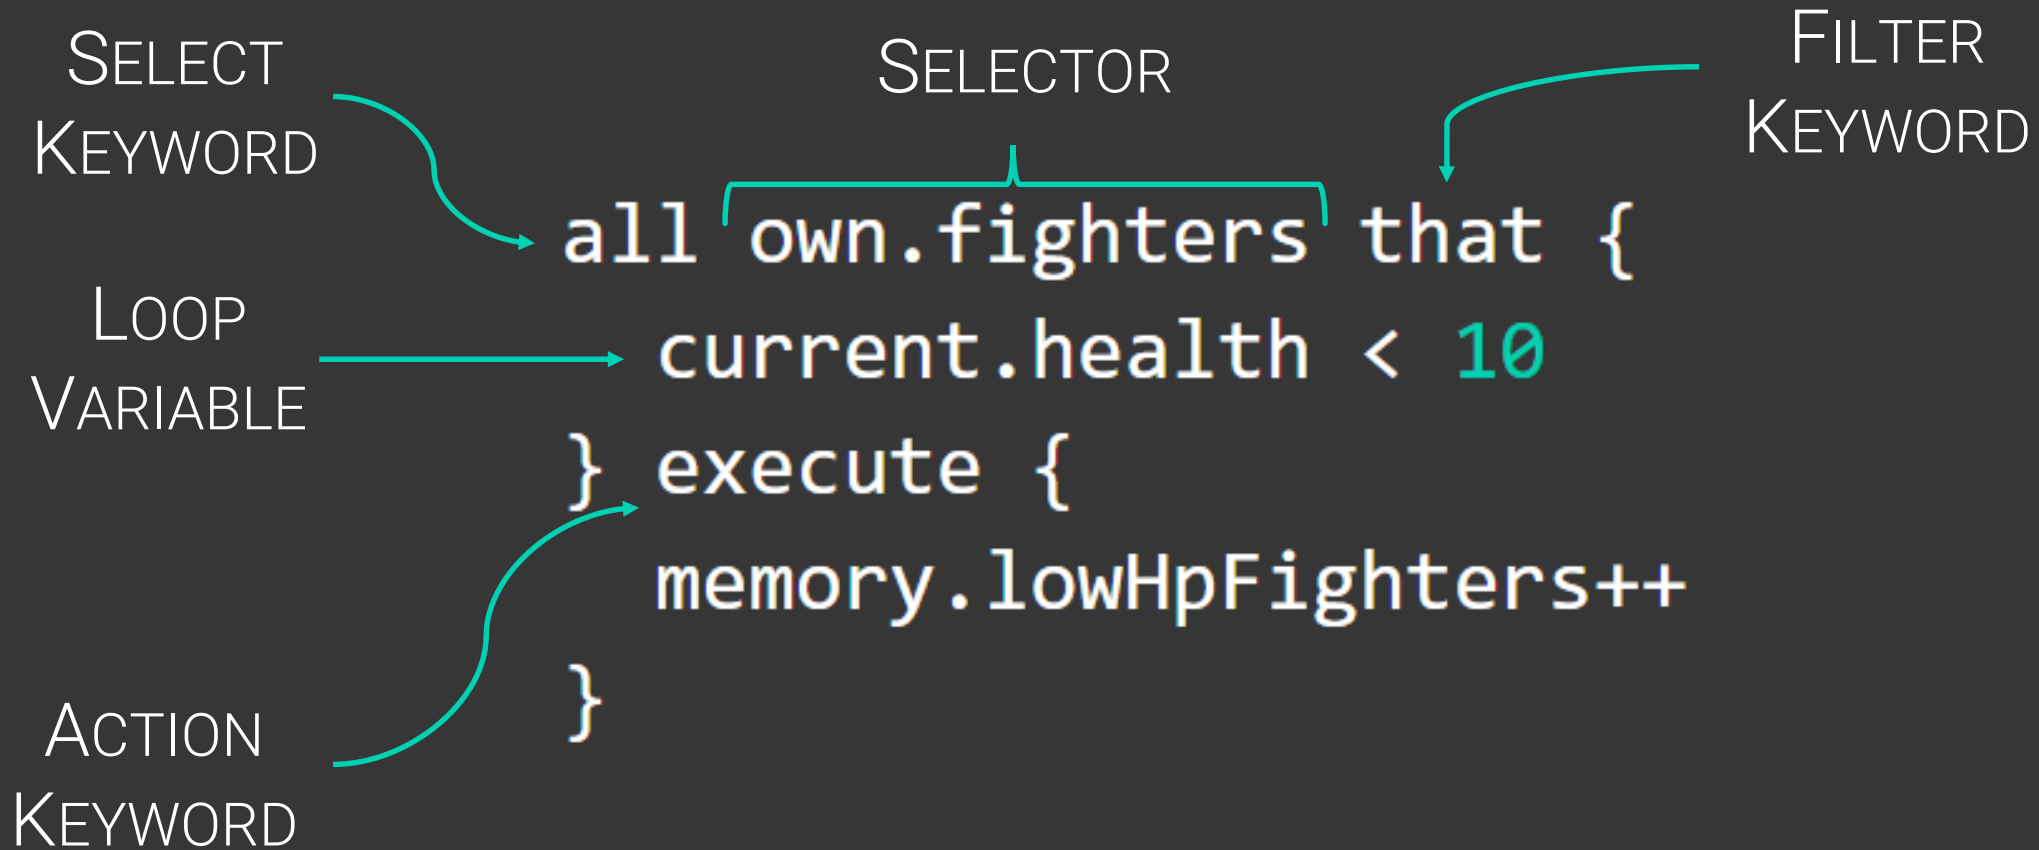 SELECT
KEYWORD
SELECTOR
FILTER
KEYWORD
all own.fighters that {
LOOP
VARIABLE
current.health < 10
} execute {
memory.lowHpFighters++
}
ACTION
KEYWORD